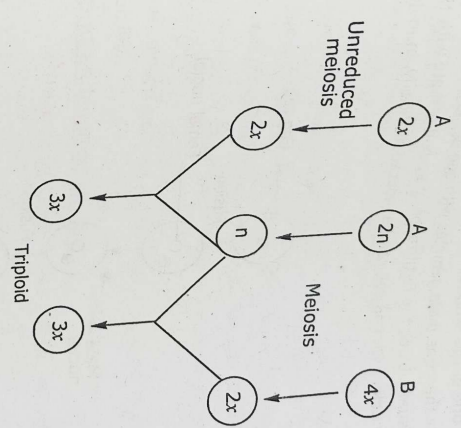 A A B
2x 2n 4x
Unreduced
meiosis
Meiosis
2x n 2x
3x 3x
Triploid